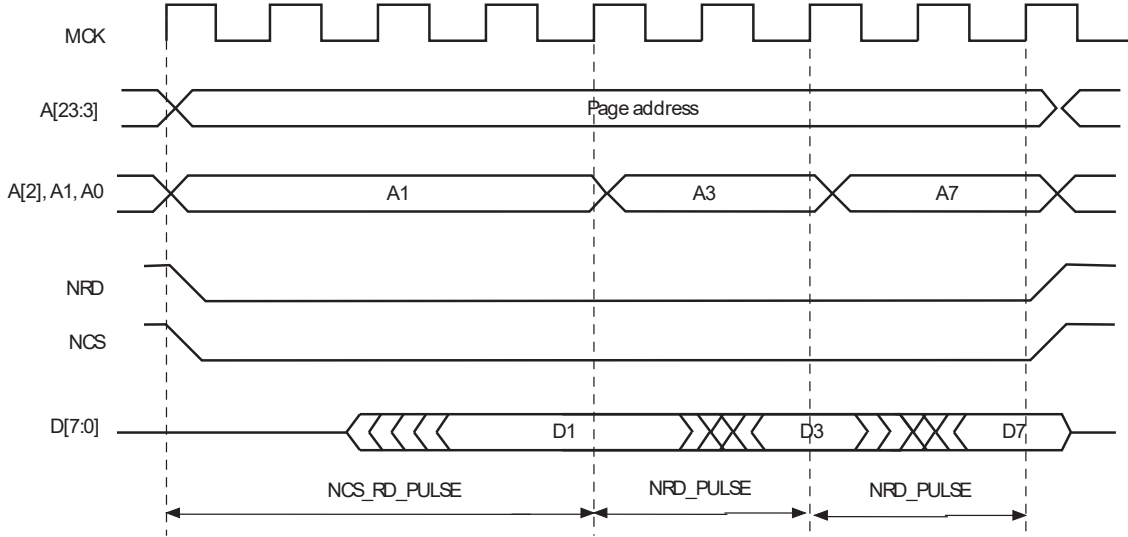 MCK
A[23:3]
Page address
A[2], A1, A0
A1
A3
A7
NRD
NCS
D[7:0]
D1
D3
D7
NCS_RD_PULSE
NRD_PULSE
NRD_PULSE